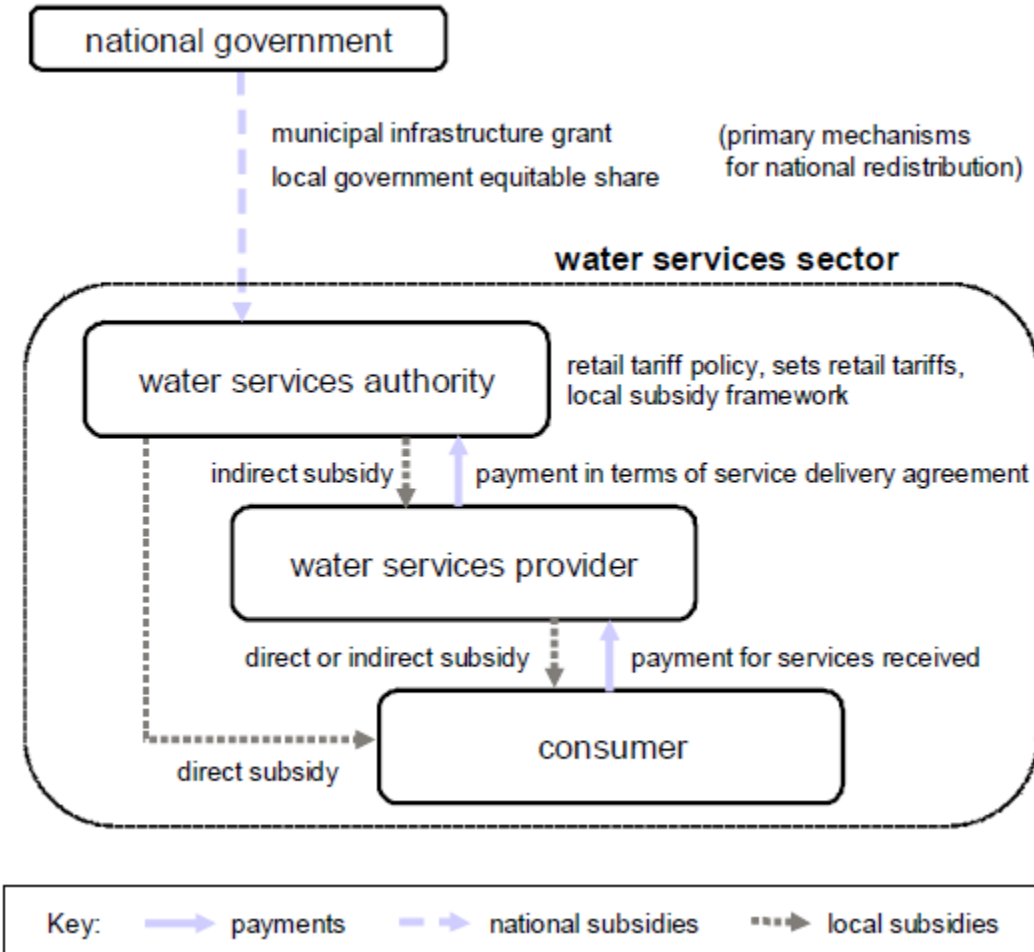 national government
municipal infrastructure grant
local government equitable share
(primary mechanisms
for national redistribution)
water services sector
water services authority
retail tariff policy, sets retail tariffs,
local subsidy framework
indirect subsidy
payment in terms of service delivery agreement
water services provider
direct or indirect subsidy
payment for services received
consumer
direct subsidy
Key: payments national subsidies local subsidies